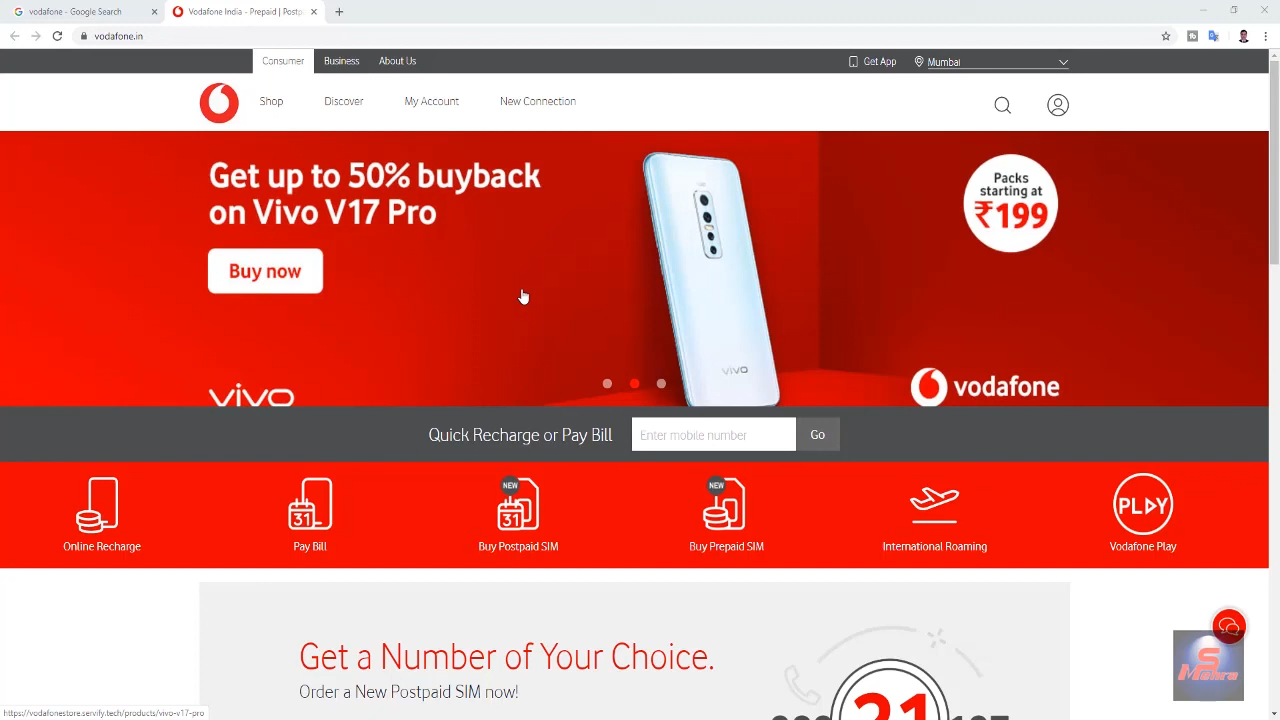 vodafone - Google Search
Vodafone India - Prepaid | Postp
vodafone.in
Consumer
Business
About Us
Get App
Mumbai
Shop
Discover
My Account
New Connection
Get up to 50% buyback
on Vivo V17 Pro
Buy now
Packs
starting at
₹199
vivo
vivo
vodafone
Quick Recharge or Pay Bill
Enter mobile number
Go
Online Recharge
31
Pay Bill
NEW
31
Buy Postpaid SIM
NEW
Buy Prepaid SIM
International Roaming
PLAY
Vodafone Play
Get a Number of Your Choice.
Order a New Postpaid SIM now!
21
S
https://vodafonestore.servify.tech/products/vivo-v17-pro